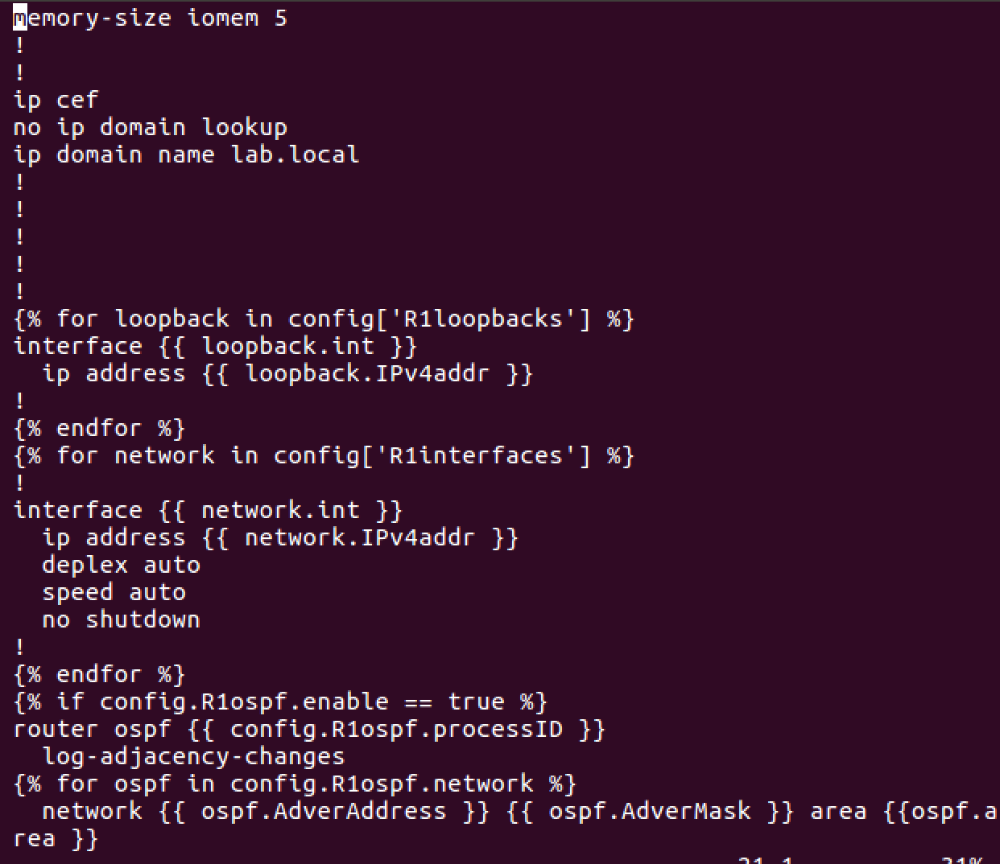 memory-size iomem 5
!
!
ip cef
no ip domain lookup
ip domain name lab.local
!
!
!
!
!
{% for loopback in config['R1loopbacks'] %}
interface {{ loopback.int }}
  ip address {{ loopback.IPv4addr }}
!
{% endfor %}
{% for network in config['R1interfaces'] %}
!
interface {{ network.int }}
  ip address {{ network.IPv4addr }}
  deplex auto
  speed auto
  no shutdown
!
{% endfor %}
{% if config.R1ospf.enable == true %}
router ospf {{ config.R1ospf.processID }}
  log-adjacency-changes
{% for ospf in config.R1ospf.network %}
  network {{ ospf.AdverAddress }} {{ ospf.AdverMask }} area {{ospf.a
rea }}